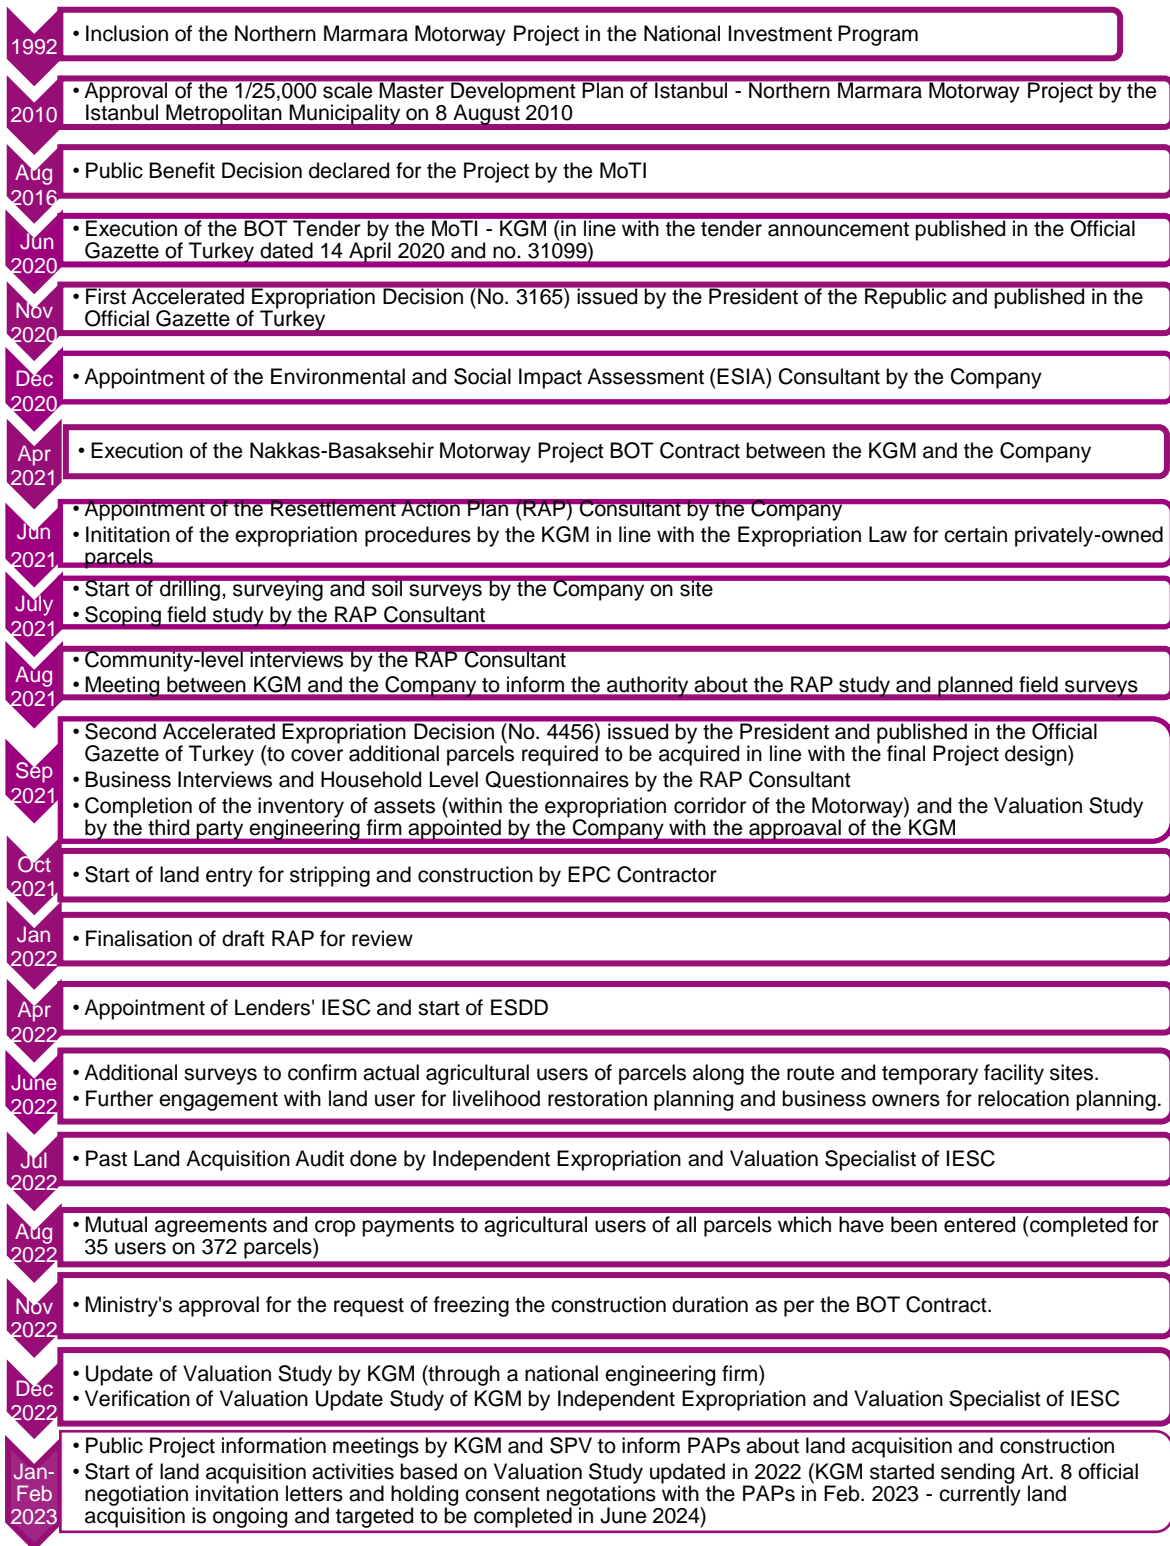 1992
• Inclusion of the Northern Marmara Motorway Project in the National Investment Program
2010
• Approval of the 1/25,000 scale Master Development Plan of Istanbul - Northern Marmara Motorway Project by the
Istanbul Metropolitan Municipality on 8 August 2010
Aug
2016
• Public Benefit Decision declared for the Project by the MoTI
Jun
2020
• Execution of the BOT Tender by the MoTI - KGM (in line with the tender announcement published in the Official
Gazette of Turkey dated 14 April 2020 and no. 31099)
Nov
2020
• First Accelerated Expropriation Decision (No. 3165) issued by the President of the Republic and published in the
Official Gazette of Turkey
Dec
2020
• Appointment of the Environmental and Social Impact Assessment (ESIA) Consultant by the Company
Apr
2021
• Execution of the Nakkas-Basaksehir Motorway Project BOT Contract between the KGM and the Company
Jun
2021
• Appointment of the Resettlement Action Plan (RAP) Consultant by the Company
• Inititation of the expropriation procedures by the KGM in line with the Expropriation Law for certain privately-owned
parcels
July
2021
• Start of drilling, surveying and soil surveys by the Company on site
• Scoping field study by the RAP Consultant
Aug
2021
• Community-level interviews by the RAP Consultant
• Meeting between KGM and the Company to inform the authority about the RAP study and planned field surveys
Sep
2021
• Second Accelerated Expropriation Decision (No. 4456) issued by the President and published in the Official
Gazette of Turkey (to cover additional parcels required to be acquired in line with the final Project design)
• Business Interviews and Household Level Questionnaires by the RAP Consultant
• Completion of the inventory of assets (within the expropriation corridor of the Motorway) and the Valuation Study
by the third party engineering firm appointed by the Company with the approaval of the KGM
Oct
2021
• Start of land entry for stripping and construction by EPC Contractor
Jan
2022
• Finalisation of draft RAP for review
Apr
2022
• Appointment of Lenders' IESC and start of ESDD
June
2022
• Additional surveys to confirm actual agricultural users of parcels along the route and temporary facility sites.
• Further engagement with land user for livelihood restoration planning and business owners for relocation planning.
Jul
2022
• Past Land Acquisition Audit done by Independent Expropriation and Valuation Specialist of IESC
Aug
2022
• Mutual agreements and crop payments to agricultural users of all parcels which have been entered (completed for
35 users on 372 parcels)
Nov
2022
• Ministry's approval for the request of freezing the construction duration as per the BOT Contract.
Dec
2022
• Update of Valuation Study by KGM (through a national engineering firm)
• Verification of Valuation Update Study of KGM by Independent Expropriation and Valuation Specialist of IESC
Jan-
Feb
2023
• Public Project information meetings by KGM and SPV to inform PAPs about land acquisition and construction
• Start of land acquisition activities based on Valuation Study updated in 2022 (KGM started sending Art. 8 official
negotiation invitation letters and holding consent negotations with the PAPs in Feb. 2023 - currently land
acquisition is ongoing and targeted to be completed in June 2024)